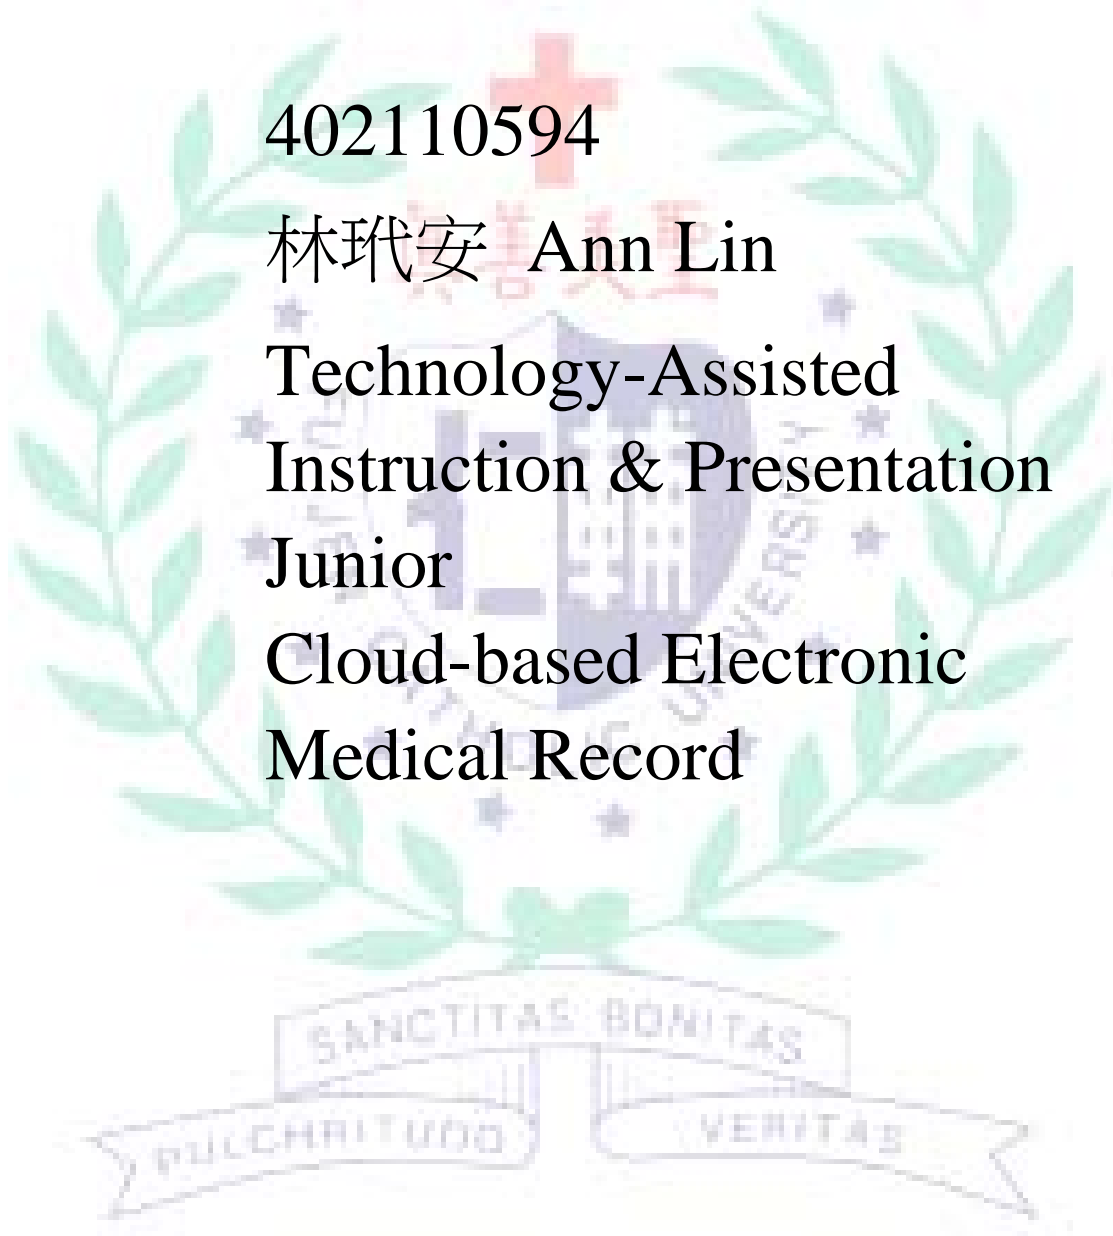 402110594
林玳安 Ann Lin
Technology-Assisted
Instruction & Presentation
Junior
Cloud-based Electronic
Medical Record
SANCTITAS BONITAS
PULCHRITUDO VERITAS